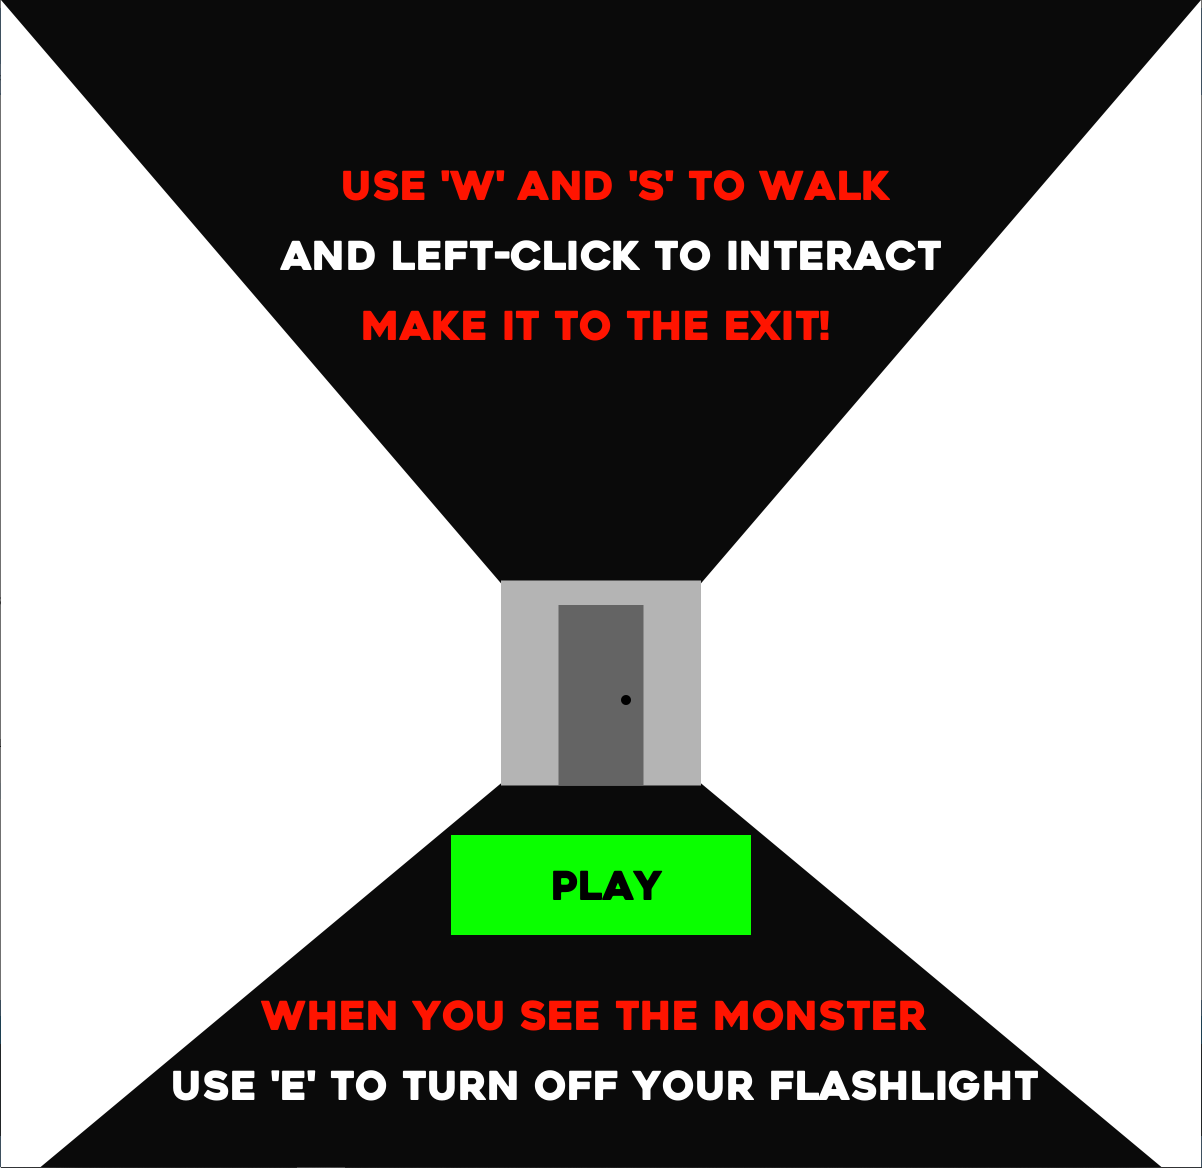 USE 'W' AND 'S' TO WALK
AND LEFT-CLICK TO INTERACT
MAKE IT TO THE EXIT!
PLAY
WHEN YOU SEE THE MONSTER
USE 'E' TO TURN OFF YOUR FLASHLIGHT